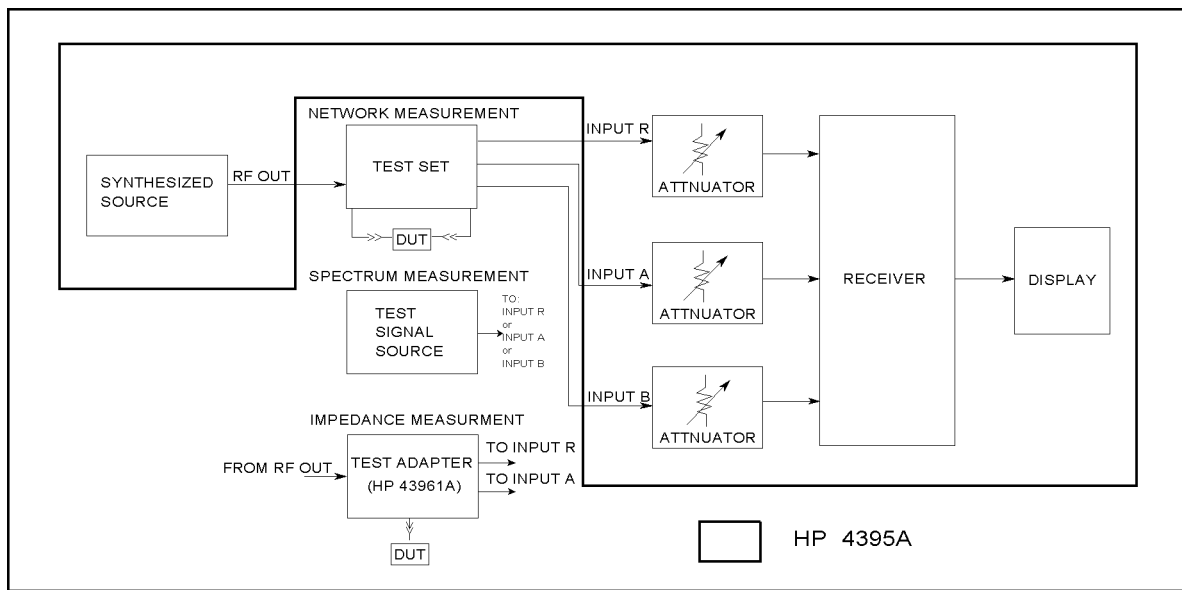 NETWORK MEASUREMENT
SYNTHESIZED
SOURCE
RF OUT
TEST SET
DUT
INPUT R
ATTNUATOR
INPUT A
ATTNUATOR
INPUT B
ATTNUATOR
RECEIVER
DISPLAY
SPECTRUM MEASUREMENT
TEST
SIGNAL
SOURCE
TO:
INPUT R
or
INPUT A
or
INPUT B
IMPEDANCE MEASURMENT
FROM RF OUT
TEST ADAPTER
(HP 43961A)
TO INPUT R
TO INPUT A
DUT
HP 4395A